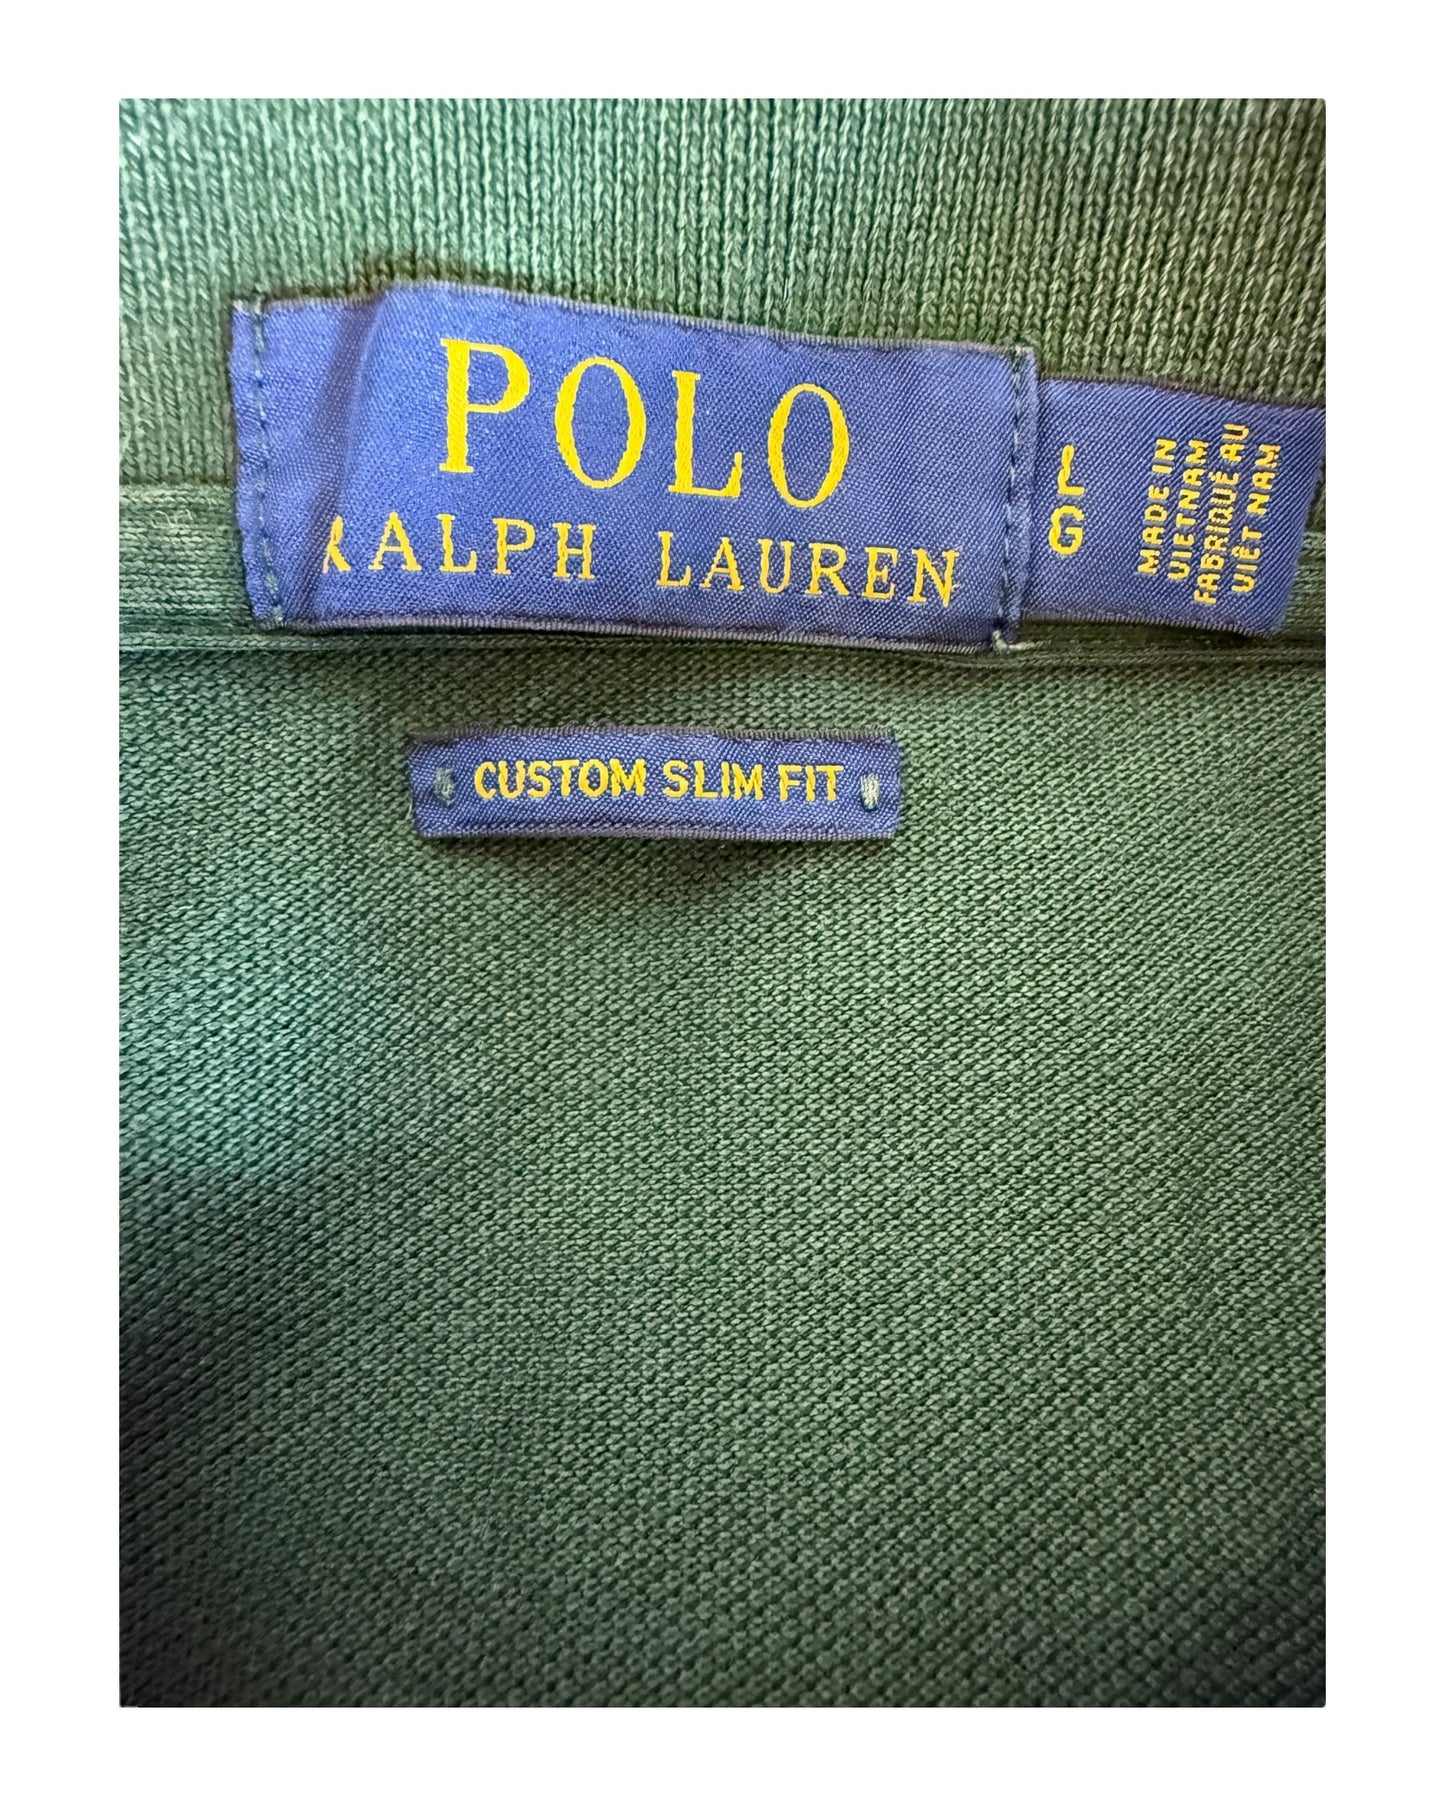 POLO
RALPH LAUREN
L
G
MADE IN
VIETNAM
FABRIQUÉ AU
VIÊT NAM
CUSTOM SLIM FIT